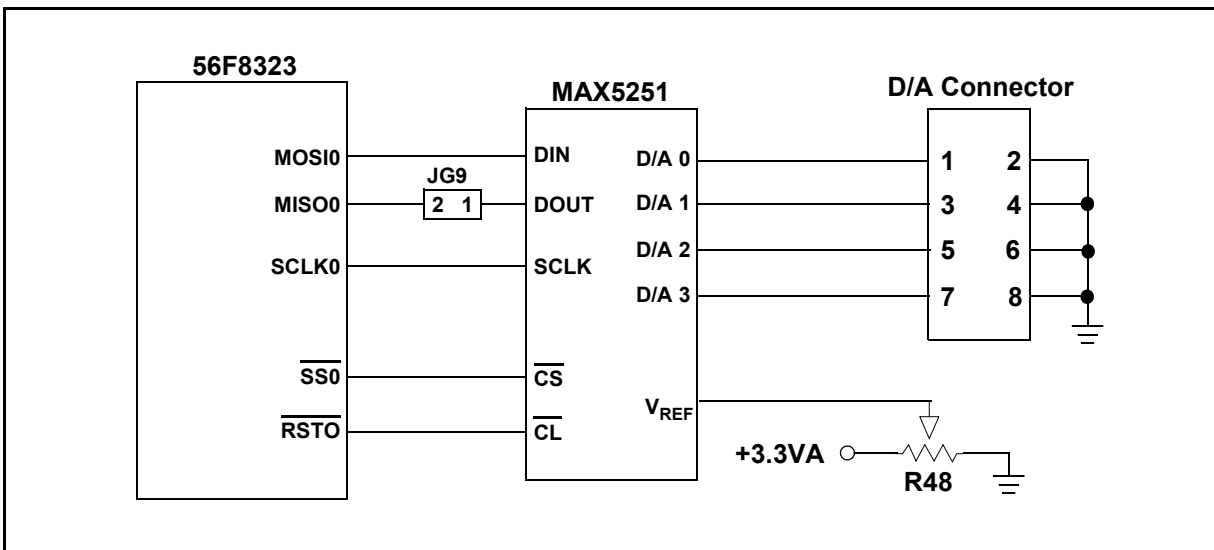 56F8323
MAX5251
D/A Connector
MOSI0
DIN
D/A 0
1 2
JG9
MISO0
2 1
DOUT
D/A 1
3 4
SCLK0
SCLK
D/A 2
5 6
D/A 3
7 8
SS0
CS
VREF
RSTO
CL
+3.3VA
R48